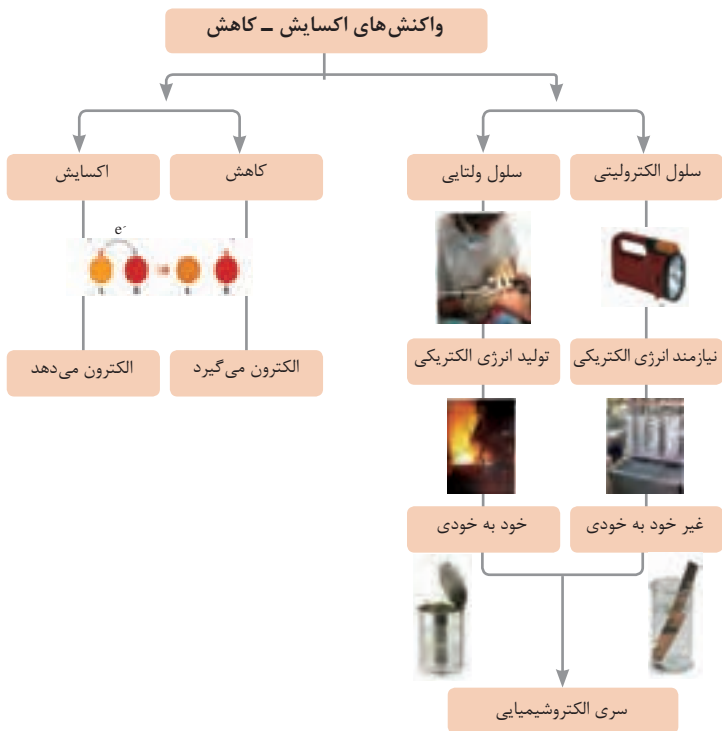 واکنش‌های اکسایش ــ کاهش
سلول الکترولیتی
سلول ولتایی
کاهش
اکسایش
e-
نیازمند انرژی الکتریکی
تولید انرژی الکتریکی
الکترون می‌گیرد
الکترون می‌دهد
غیر خود به خودی
خود به خودی
سری الکتروشیمیایی